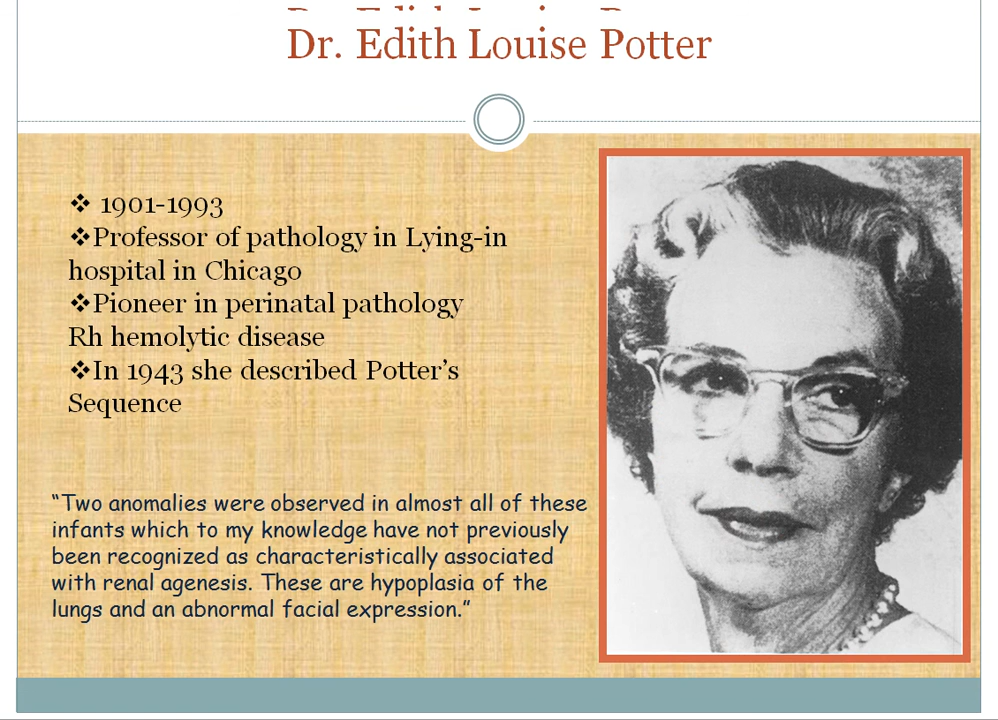 Dr. Edith Louise Potter
❖ 1901-1993
❖Professor of pathology in Lying-in
hospital in Chicago
❖Pioneer in perinatal pathology
Rh hemolytic disease
❖In 1943 she described Potter’s
Sequence
“Two anomalies were observed in almost all of these
infants which to my knowledge have not previously
been recognized as characteristically associated
with renal agenesis. These are hypoplasia of the
lungs and an abnormal facial expression.”